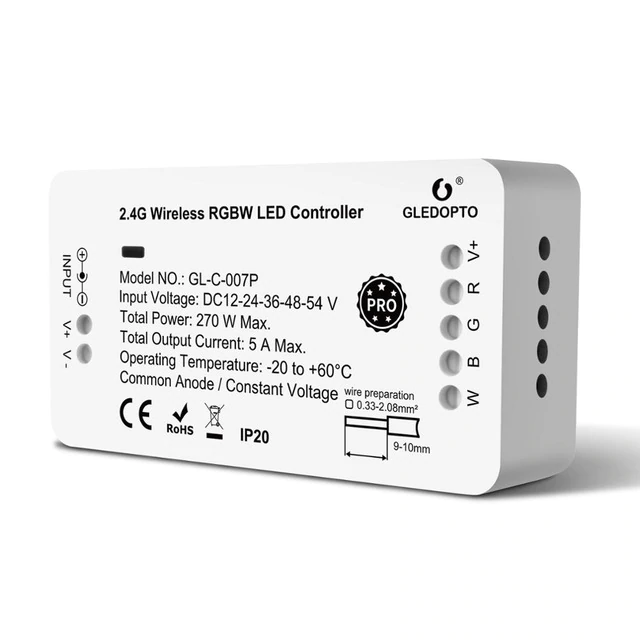 ®
GLEDOPTO
2.4G Wireless RGBW LED Controller
Model NO.: GL-C-007P
Input Voltage: DC12-24-36-48-54 V
Total Power: 270 W Max.
Total Output Current: 5 A Max.
Operating Temperature: -20 to +60°C
Common Anode / Constant Voltage
PRO
INPUT
+
-
V+
V-
V+
R
G
B
W
wire preparation
0.33-2.08mm²
9-10mm
CE
RoHS
IP20